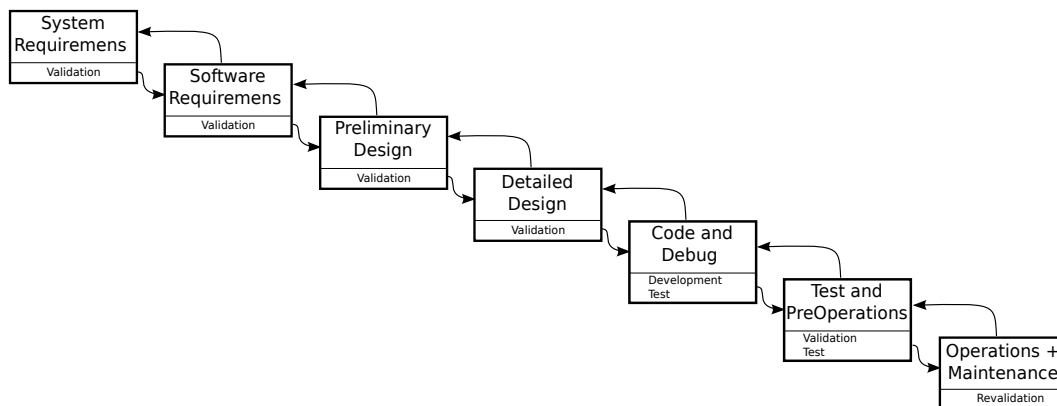 System
Requiremens
Validation
Software
Requiremens
Validation
Preliminary
Design
Validation
Detailed
Design
Validation
Code and
Debug
Development
Test
Test and
PreOperations
Validation
Test
Operations +
Maintenance
Revalidation